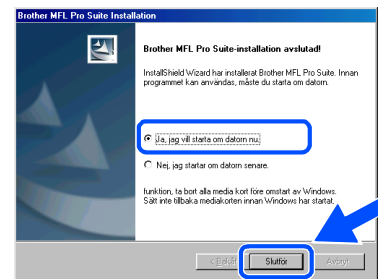 Brother MFL Pro Suite Installation
Brother MFL Pro Suite-installation avslutad!
InstallShield Wizard har installerat Brother MFL Pro Suite. Innan
programmet kan användas, måste du starta om datorn.
Ja, jag vill starta om datorn nu.
Nej, jag startar om datorn senare.
funktion, ta bort alla media kort före omstart av Windows.
Sätt inte tillbaka mediakorten innan Windows har startat.
< Bakåt
Slutför
Avbryt